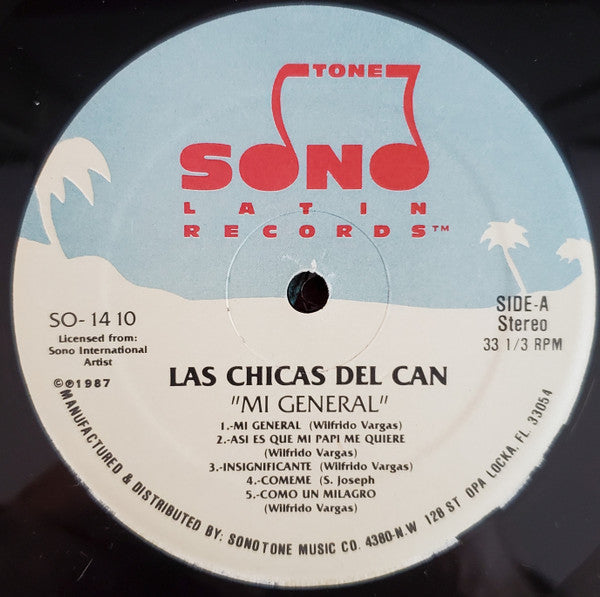 TONE
SONO
LATIN
RECORDS™
SO-1410
Licensed from:
Sono International
Artist
©℗1987
SIDE-A
Stereo
33 1/3 RPM
LAS CHICAS DEL CAN
"MI GENERAL"
1.-MI GENERAL (Wilfrido Vargas)
2.-ASI ES QUE MI PAPI ME QUIERE
(Wilfrido Vargas)
3.-INSIGNIFICANTE (Wilfrido Vargas)
4.-COMEME (S. Joseph
5.-COMO UN MILAGRO
(Wilfrido Vargas)
MANUFACTURED & DISTRIBUTED BY: SONOTONE MUSIC CO. 4380-N.W 128 ST OPA LOCKA, FL. 33054